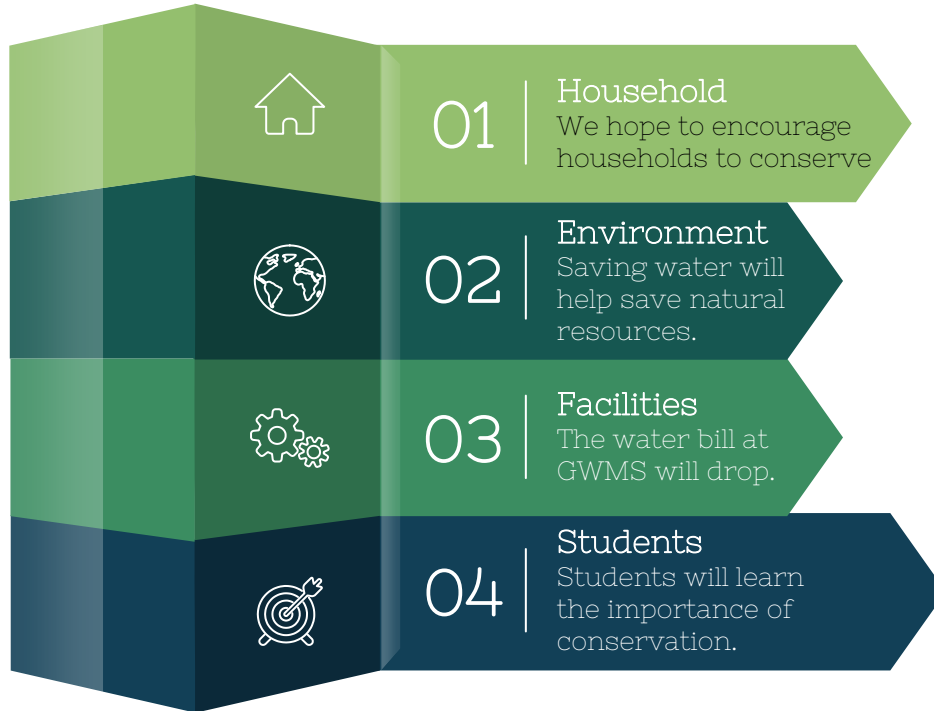 01
Household
We hope to encourage
households to conserve
02
Environment
Saving water will
help save natural
resources.
03
Facilities
The water bill at
GWMS will drop.
04
Students
Students will learn
the importance of
conservation.